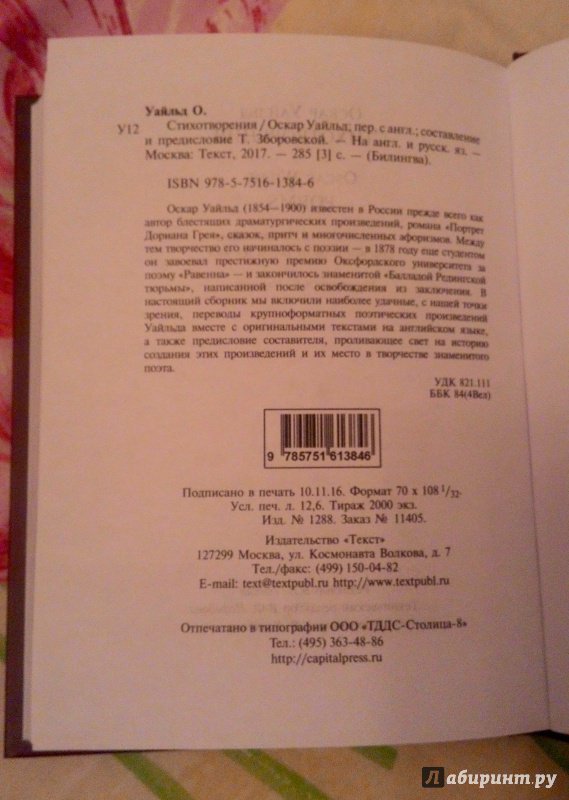 Уайльд О.
У12 Стихотворения / Оскар Уайльд; пер. с англ.; составление
и предисловие Т. Зборовской. — На англ. и русск. яз. —
Москва: Текст, 2017. — 285 [3] с. — (Билингва).
ISBN 978-5-7516-1384-6
Оскар Уайльд (1854—1900) известен в России прежде всего как
автор блестящих драматургических произведений, романа «Портрет
Дориана Грея», сказок, притч и многочисленных афоризмов. Между
тем творчество его начиналось с поэзии — в 1878 году еще студентом
он завоевал престижную премию Оксфордского университета за
поэму «Равенна» — и закончилось знаменитой «Балладой Редингской
тюрьмы», написанной после освобождения из заключения. В
настоящий сборник мы включили наиболее удачные, с нашей точки
зрения, переводы крупноформатных поэтических произведений
Уайльда вместе с оригинальными текстами на английском языке,
а также предисловие составителя, проливающее свет на историю
создания этих произведений и их место в творчестве знаменитого
поэта.
УДК 821.111
ББК 84(4Вел)
9 785751 613846
Подписано в печать 10.11.16. Формат 70 x 108 1/32.
Усл. печ. л. 12,6. Тираж 2000 экз.
Изд. № 1288. Заказ № 11405.
Издательство «Текст»
127299 Москва, ул. Космонавта Волкова, д. 7
Тел./факс: (499) 150-04-82
E-mail: text@textpubl.ru http://www.textpubl.ru
Отпечатано в типографии ООО «ТДДС-Столица-8»
Тел.: (495) 363-48-86
http://capitalpress.ru
Лабиринт.ру